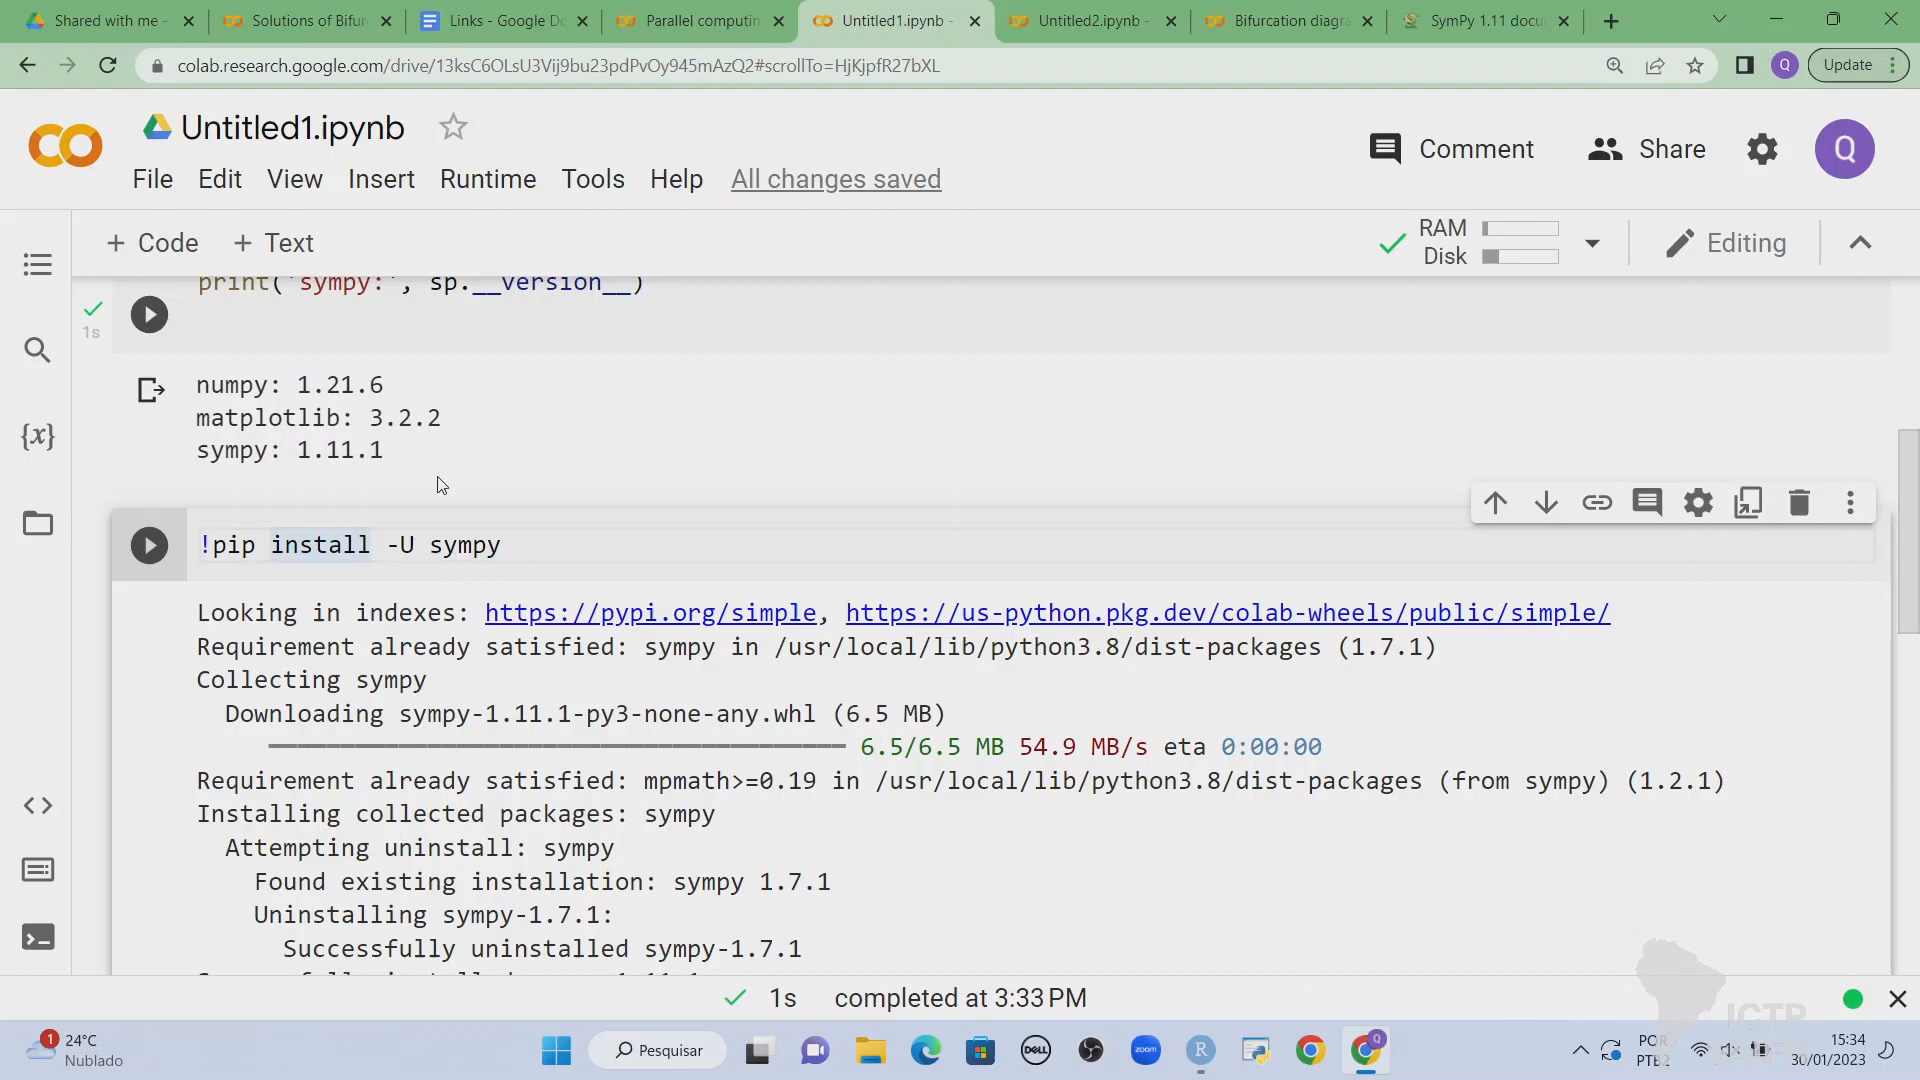 Shared with me -
Solutions of Bifur
Links - Google Do
Parallel computin
Untitled1.ipynb -
Untitled2.ipynb -
Bifurcation diagra
SymPy 1.11 docu
colab.research.google.com/drive/13ksC6OLsU3Vij9bu23pdPvOy945mAzQ2#scrollTo=HjKjpfR27bXL
Q
Update
Untitled1.ipynb
Comment
Share
Q
File Edit View Insert Runtime Tools Help All changes saved
+ Code + Text
RAM
Disk
Editing
print('sympy:', sp.__version__)
1s
numpy: 1.21.6
matplotlib: 3.2.2
sympy: 1.11.1
{x}
!pip install -U sympy
Looking in indexes: https://pypi.org/simple, https://us-python.pkg.dev/colab-wheels/public/simple/
Requirement already satisfied: sympy in /usr/local/lib/python3.8/dist-packages (1.7.1)
Collecting sympy
Downloading sympy-1.11.1-py3-none-any.whl (6.5 MB)
6.5/6.5 MB 54.9 MB/s eta 0:00:00
Requirement already satisfied: mpmath>=0.19 in /usr/local/lib/python3.8/dist-packages (from sympy) (1.2.1)
Installing collected packages: sympy
Attempting uninstall: sympy
Found existing installation: sympy 1.7.1
Uninstalling sympy-1.7.1:
Successfully uninstalled sympy-1.7.1
1s completed at 3:33 PM
ICTP
1
24°C
Nublado
Pesquisar
DELL
zoom
R
Q
POR
PTB2
15:34
30/01/2023